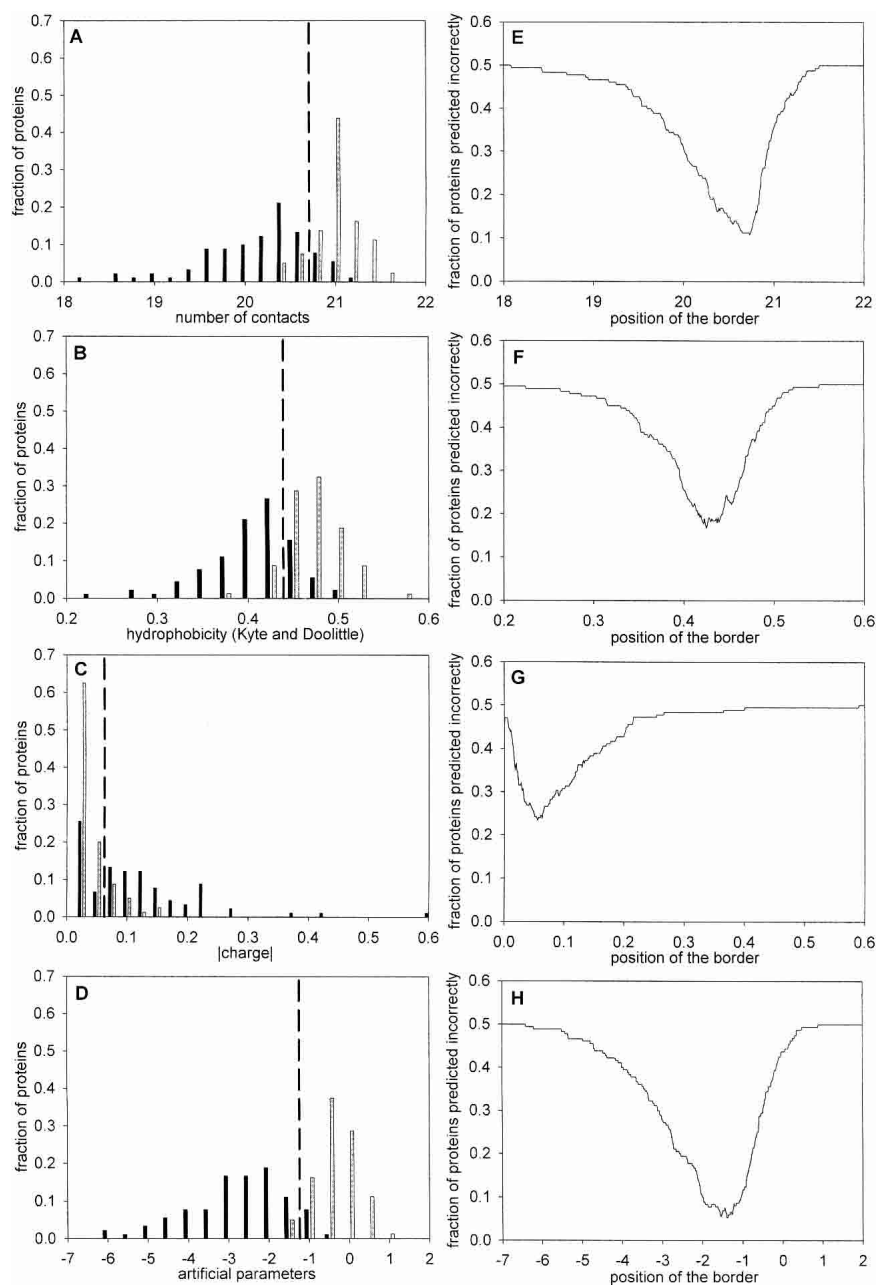 A
0.7
0.6
0.5
0.4
0.3
0.2
0.1
0.0
fraction of proteins
18 19 20 21 22
number of contacts
E
0.6
0.5
0.4
0.3
0.2
0.1
0.0
fraction of proteins predicted incorrectly
18 19 20 21 22
position of the border
B
0.7
0.6
0.5
0.4
0.3
0.2
0.1
0.0
fraction of proteins
0.2 0.3 0.4 0.5 0.6
hydrophobicity (Kyte and Doolittle)
F
0.6
0.5
0.4
0.3
0.2
0.1
0.0
fraction of proteins predicted incorrectly
0.2 0.3 0.4 0.5 0.6
position of the border
C
0.7
0.6
0.5
0.4
0.3
0.2
0.1
0.0
fraction of proteins
0.0 0.1 0.2 0.3 0.4 0.5 0.6
|charge|
G
0.6
0.5
0.4
0.3
0.2
0.1
0.0
fraction of proteins predicted incorrectly
0.0 0.1 0.2 0.3 0.4 0.5 0.6
position of the border
D
0.7
0.6
0.5
0.4
0.3
0.2
0.1
0.0
fraction of proteins
-7 -6 -5 -4 -3 -2 -1 0 1 2
artificial parameters
H
0.6
0.5
0.4
0.3
0.2
0.1
0.0
fraction of proteins predicted incorrectly
-7 -6 -5 -4 -3 -2 -1 0 1 2
position of the border